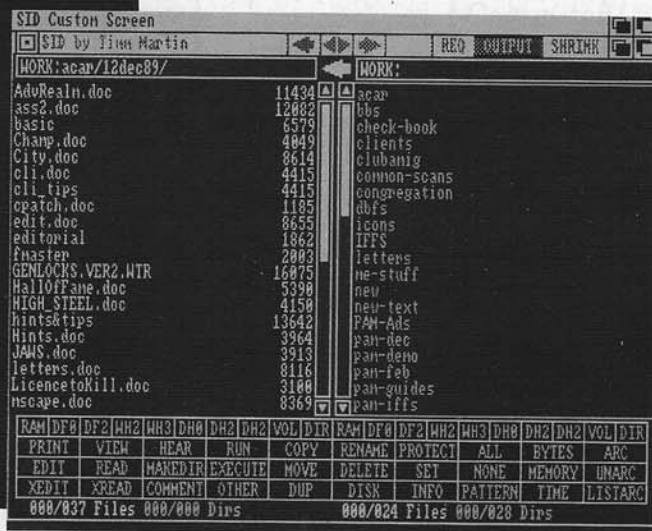 SID Custom Screen
SID by Timm Martin REQ OUTPUT SHRINK
WORK:acar/12dec89/ WORK:
AdvRealm.doc 11434 acar
ass2.doc 12082 bbs
basic 6579 check-book
Champ.doc 4049 clients
City.doc 8614 clubamig
cli.doc 4415 common-scans
cli_tips 4415 congregation
cpatch.doc 1185 dbfs
edit.doc 8655 icons
editorial 1862 IFFS
fmaster 2003 letters
GENLOCKS.VER2.WTR 16075 me-stuff
HallOfFame.doc 5390 new
HIGH_STEEL.doc 4150 new-text
hints&tips 13642 PAM-Ads
Hints.doc 3964 pam-dec
JAWS.doc 3913 pam-demo
letters.doc 8116 pam-feb
LicencetoKill.doc 3100 pam-guides
mscape.doc 8369 pam-iffs
RAM DF0 DF2 WH2 WH3 DH0 DH2 DH2 VOL DIR RAM DF0 DF2 WH2 WH3 DH0 DH2 DH2 VOL DIR
PRINT VIEW HEAR RUN COPY RENAME PROTECT ALL BYTES ARC
EDIT READ MAKEDIR EXECUTE MOVE DELETE SET NONE MEMORY UNARC
XEDIT XREAD COMMENT OTHER DUP DISK INFO PATTERN TIME LISTARC
000/037 Files 000/000 Dirs 000/024 Files 000/028 Dirs